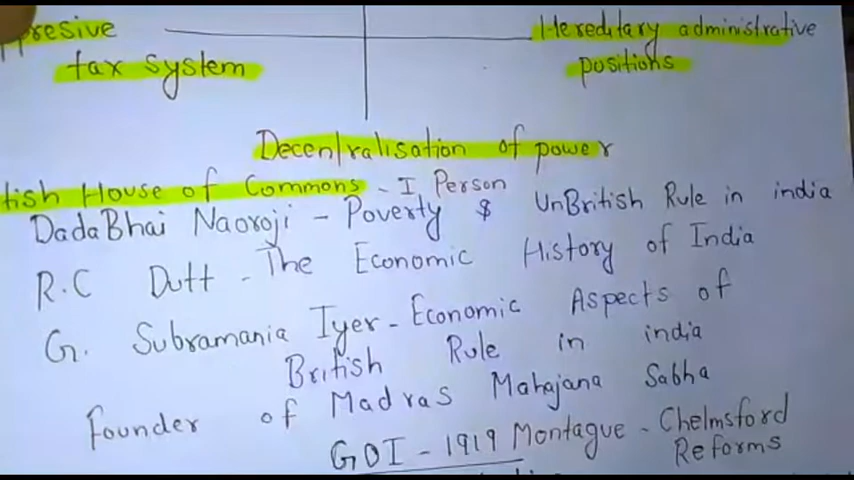 presive
Hereditary administrative
tax system
positions
Decentralisation of power
tish House of Commons - I Person
DadaBhai Naoroji - Poverty & UnBritish Rule in india
R.C Dutt - The Economic History of India
G. Subramania Iyer - Economic Aspects of
British Rule in india
Founder of Madras Mahajana Sabha
GOI - 1919 Montague - Chelmsford
Reforms